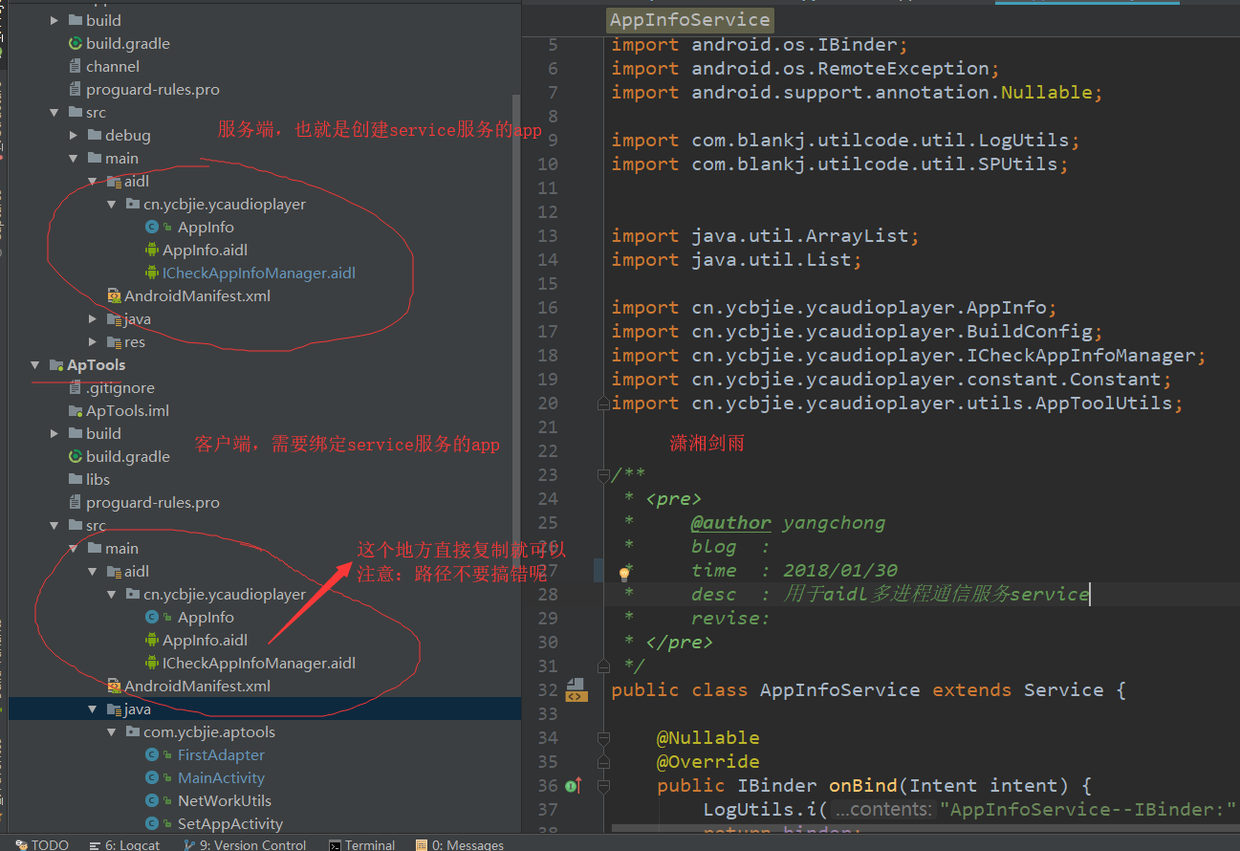 build
build.gradle
channel
proguard-rules.pro
src
debug
服务端，也就是创建service服务的app
main
aidl
cn.ycbjie.ycaudioplayer
AppInfo
AppInfo.aidl
ICheckAppInfoManager.aidl
AndroidManifest.xml
java
res
ApTools
.gitignore
ApTools.iml
build
客户端，需要绑定service服务的app
build.gradle
libs
proguard-rules.pro
src
main
这个地方直接复制就可以
注意：路径不要搞错呢
aidl
cn.ycbjie.ycaudioplayer
AppInfo
AppInfo.aidl
ICheckAppInfoManager.aidl
AndroidManifest.xml
java
com.ycbjie.aptools
FirstAdapter
MainActivity
NetWorkUtils
SetAppActivity
AppInfoService
5 import android.os.IBinder;
6 import android.os.RemoteException;
7 import android.support.annotation.Nullable;
8
9 import com.blankj.utilcode.util.LogUtils;
10 import com.blankj.utilcode.util.SPUtils;
11
12
13 import java.util.ArrayList;
14 import java.util.List;
15
16 import cn.ycbjie.ycaudioplayer.AppInfo;
17 import cn.ycbjie.ycaudioplayer.BuildConfig;
18 import cn.ycbjie.ycaudioplayer.ICheckAppInfoManager;
19 import cn.ycbjie.ycaudioplayer.constant.Constant;
20 import cn.ycbjie.ycaudioplayer.utils.AppToolUtils;
21
22 潇湘剑雨
23 /**
24 * <pre>
25 * @author yangchong
26 * blog :
27 * time : 2018/01/30
28 * desc : 用于aidl多进程通信服务service
29 * revise:
30 * </pre>
31 */
32 public class AppInfoService extends Service {
33
34 @Nullable
35 @Override
36 public IBinder onBind(Intent intent) {
37 LogUtils.i( ...contents: "AppInfoService--IBinder:"
38 return binder;
TODO 6: Logcat 9: Version Control Terminal 0: Messages